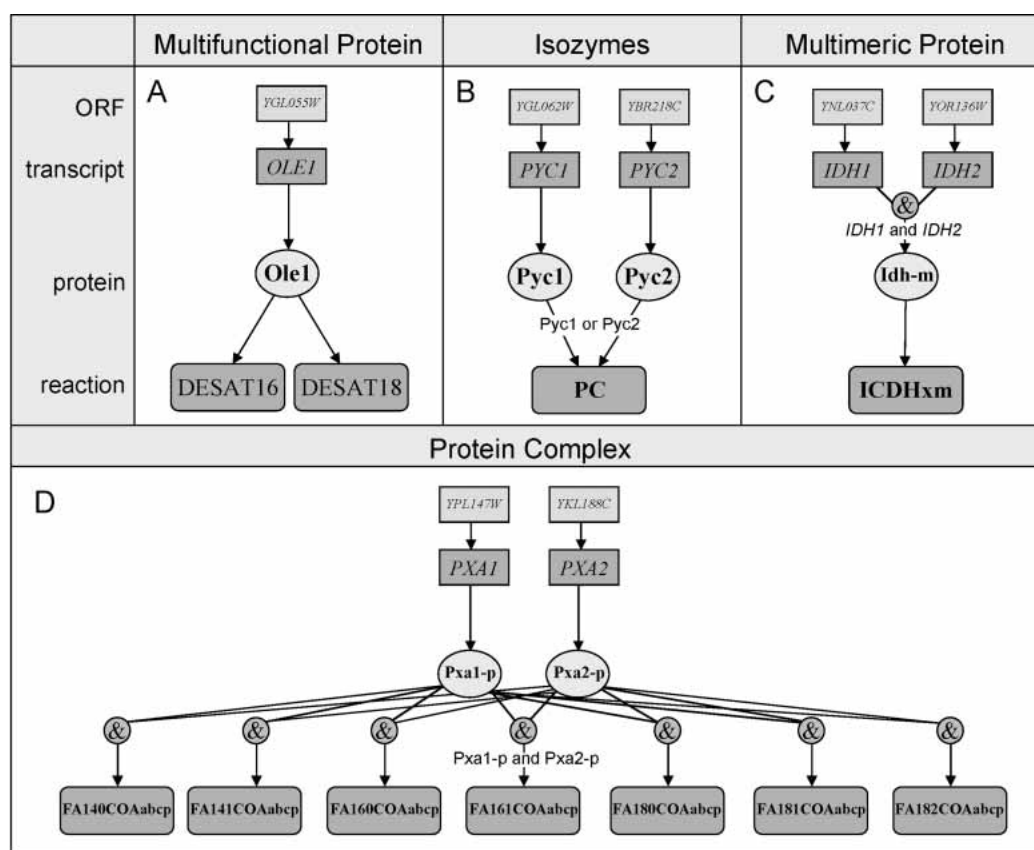 Multifunctional Protein
Isozymes
Multimeric Protein
ORF
transcript
protein
reaction
A
YGL055W
OLE1
Ole1
DESAT16 DESAT18
B
YGL062W YBR218C
PYC1 PYC2
Pyc1 Pyc2
Pyc1 or Pyc2
PC
C
YNL037C YOR136W
IDH1 IDH2
&
IDH1 and IDH2
Idh-m
ICDHxm
Protein Complex
D
YPL147W YKL188C
PXA1 PXA2
Pxa1-p Pxa2-p
& & & & & & &
Pxa1-p and Pxa2-p
FA140COAabcp FA141COAabcp FA160COAabcp FA161COAabcp FA180COAabcp FA181COAabcp FA182COAabcp